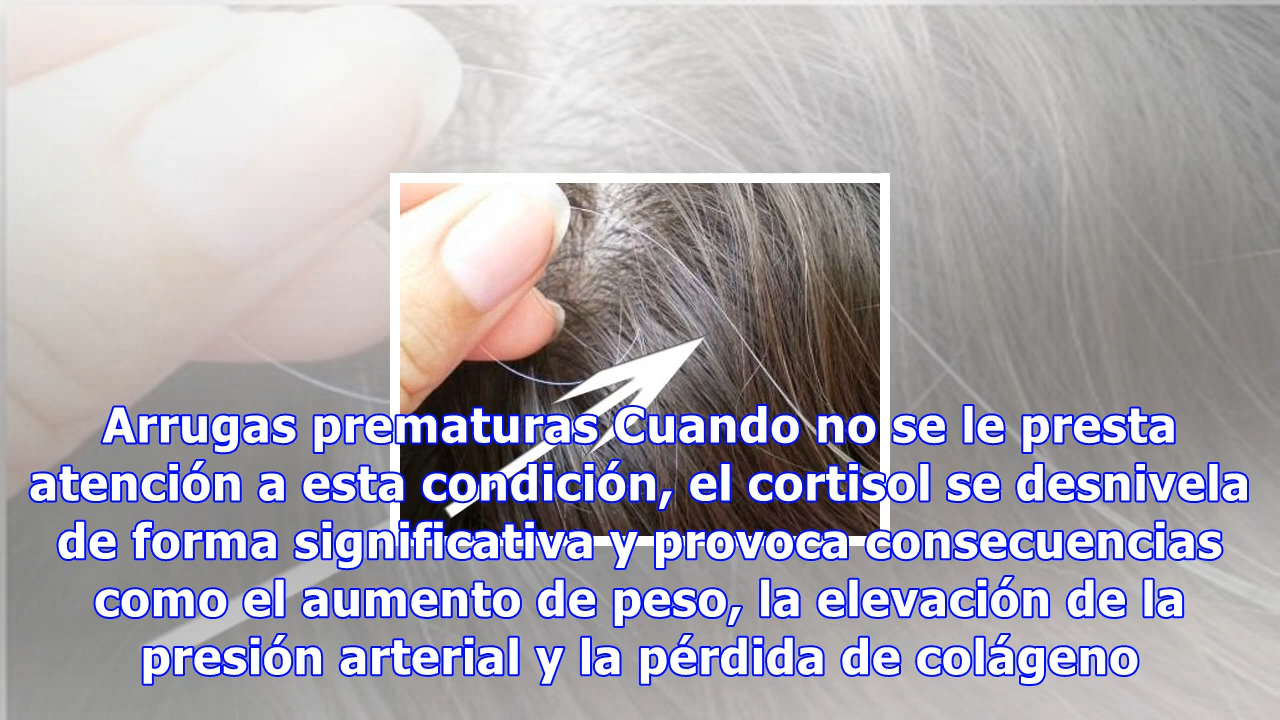 Arrugas prematuras Cuando no se le presta
atención a esta condición, el cortisol se desnivela
de forma significativa y provoca consecuencias
como el aumento de peso, la elevación de la
presión arterial y la pérdida de colágeno